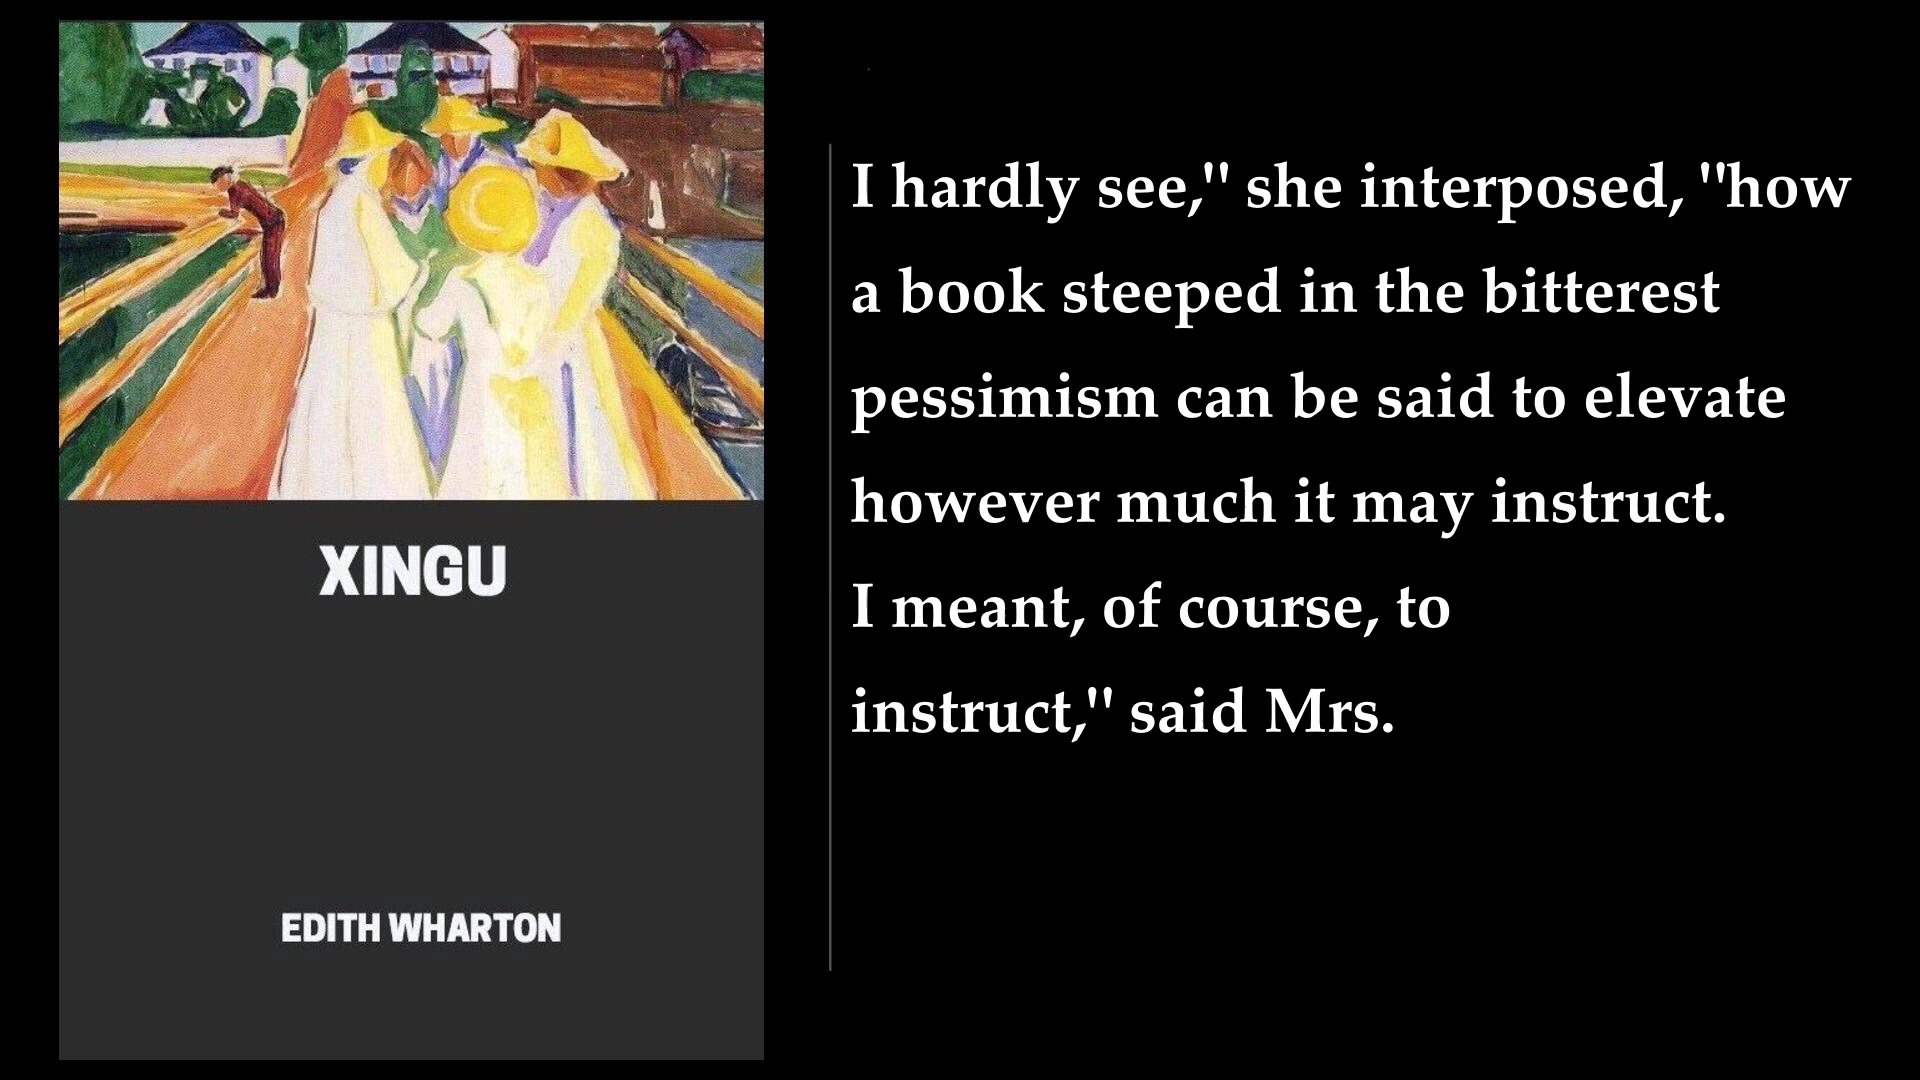 XINGU
EDITH WHARTON
I hardly see," she interposed, "how
a book steeped in the bitterest
pessimism can be said to elevate
however much it may instruct.
I meant, of course, to
instruct," said Mrs.